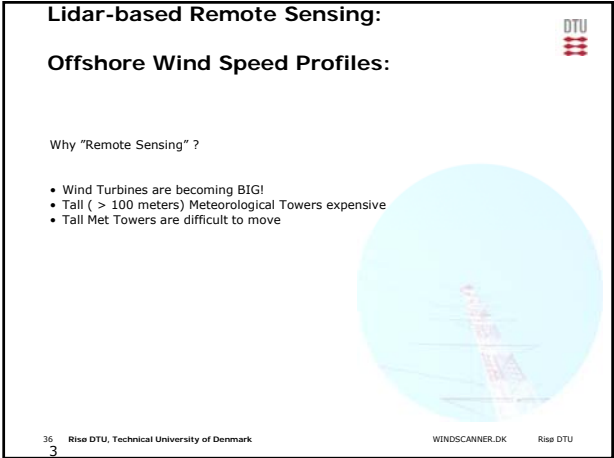 Lidar-based Remote Sensing:
DTU
Offshore Wind Speed Profiles:
Why ”Remote Sensing” ?
• Wind Turbines are becoming BIG!
• Tall ( > 100 meters) Meteorological Towers expensive
• Tall Met Towers are difficult to move
36 Risø DTU, Technical University of Denmark WINDSCANNER.DK Risø DTU
3